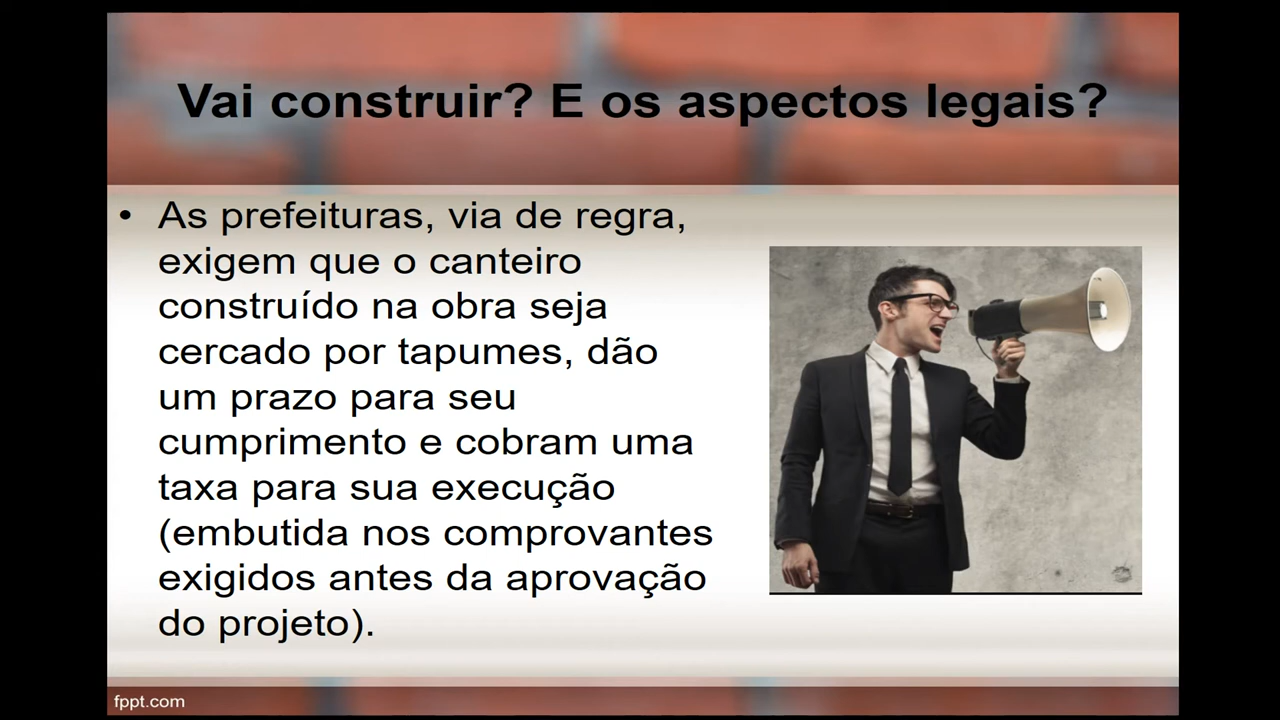 Vai construir? E os aspectos legais?
• As prefeituras, via de regra,
exigem que o canteiro
construído na obra seja
cercado por tapumes, dão
um prazo para seu
cumprimento e cobram uma
taxa para sua execução
(embutida nos comprovantes
exigidos antes da aprovação
do projeto).
fppt.com